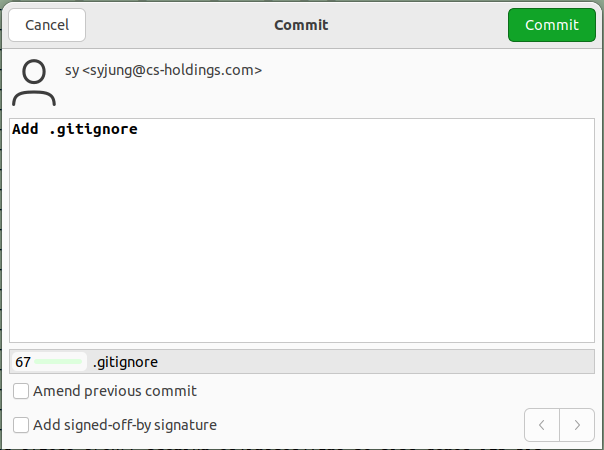 Cancel
Commit
Commit
sy <syjung@cs-holdings.com>
Add .gitignore
67 .gitignore
Amend previous commit
Add signed-off-by signature